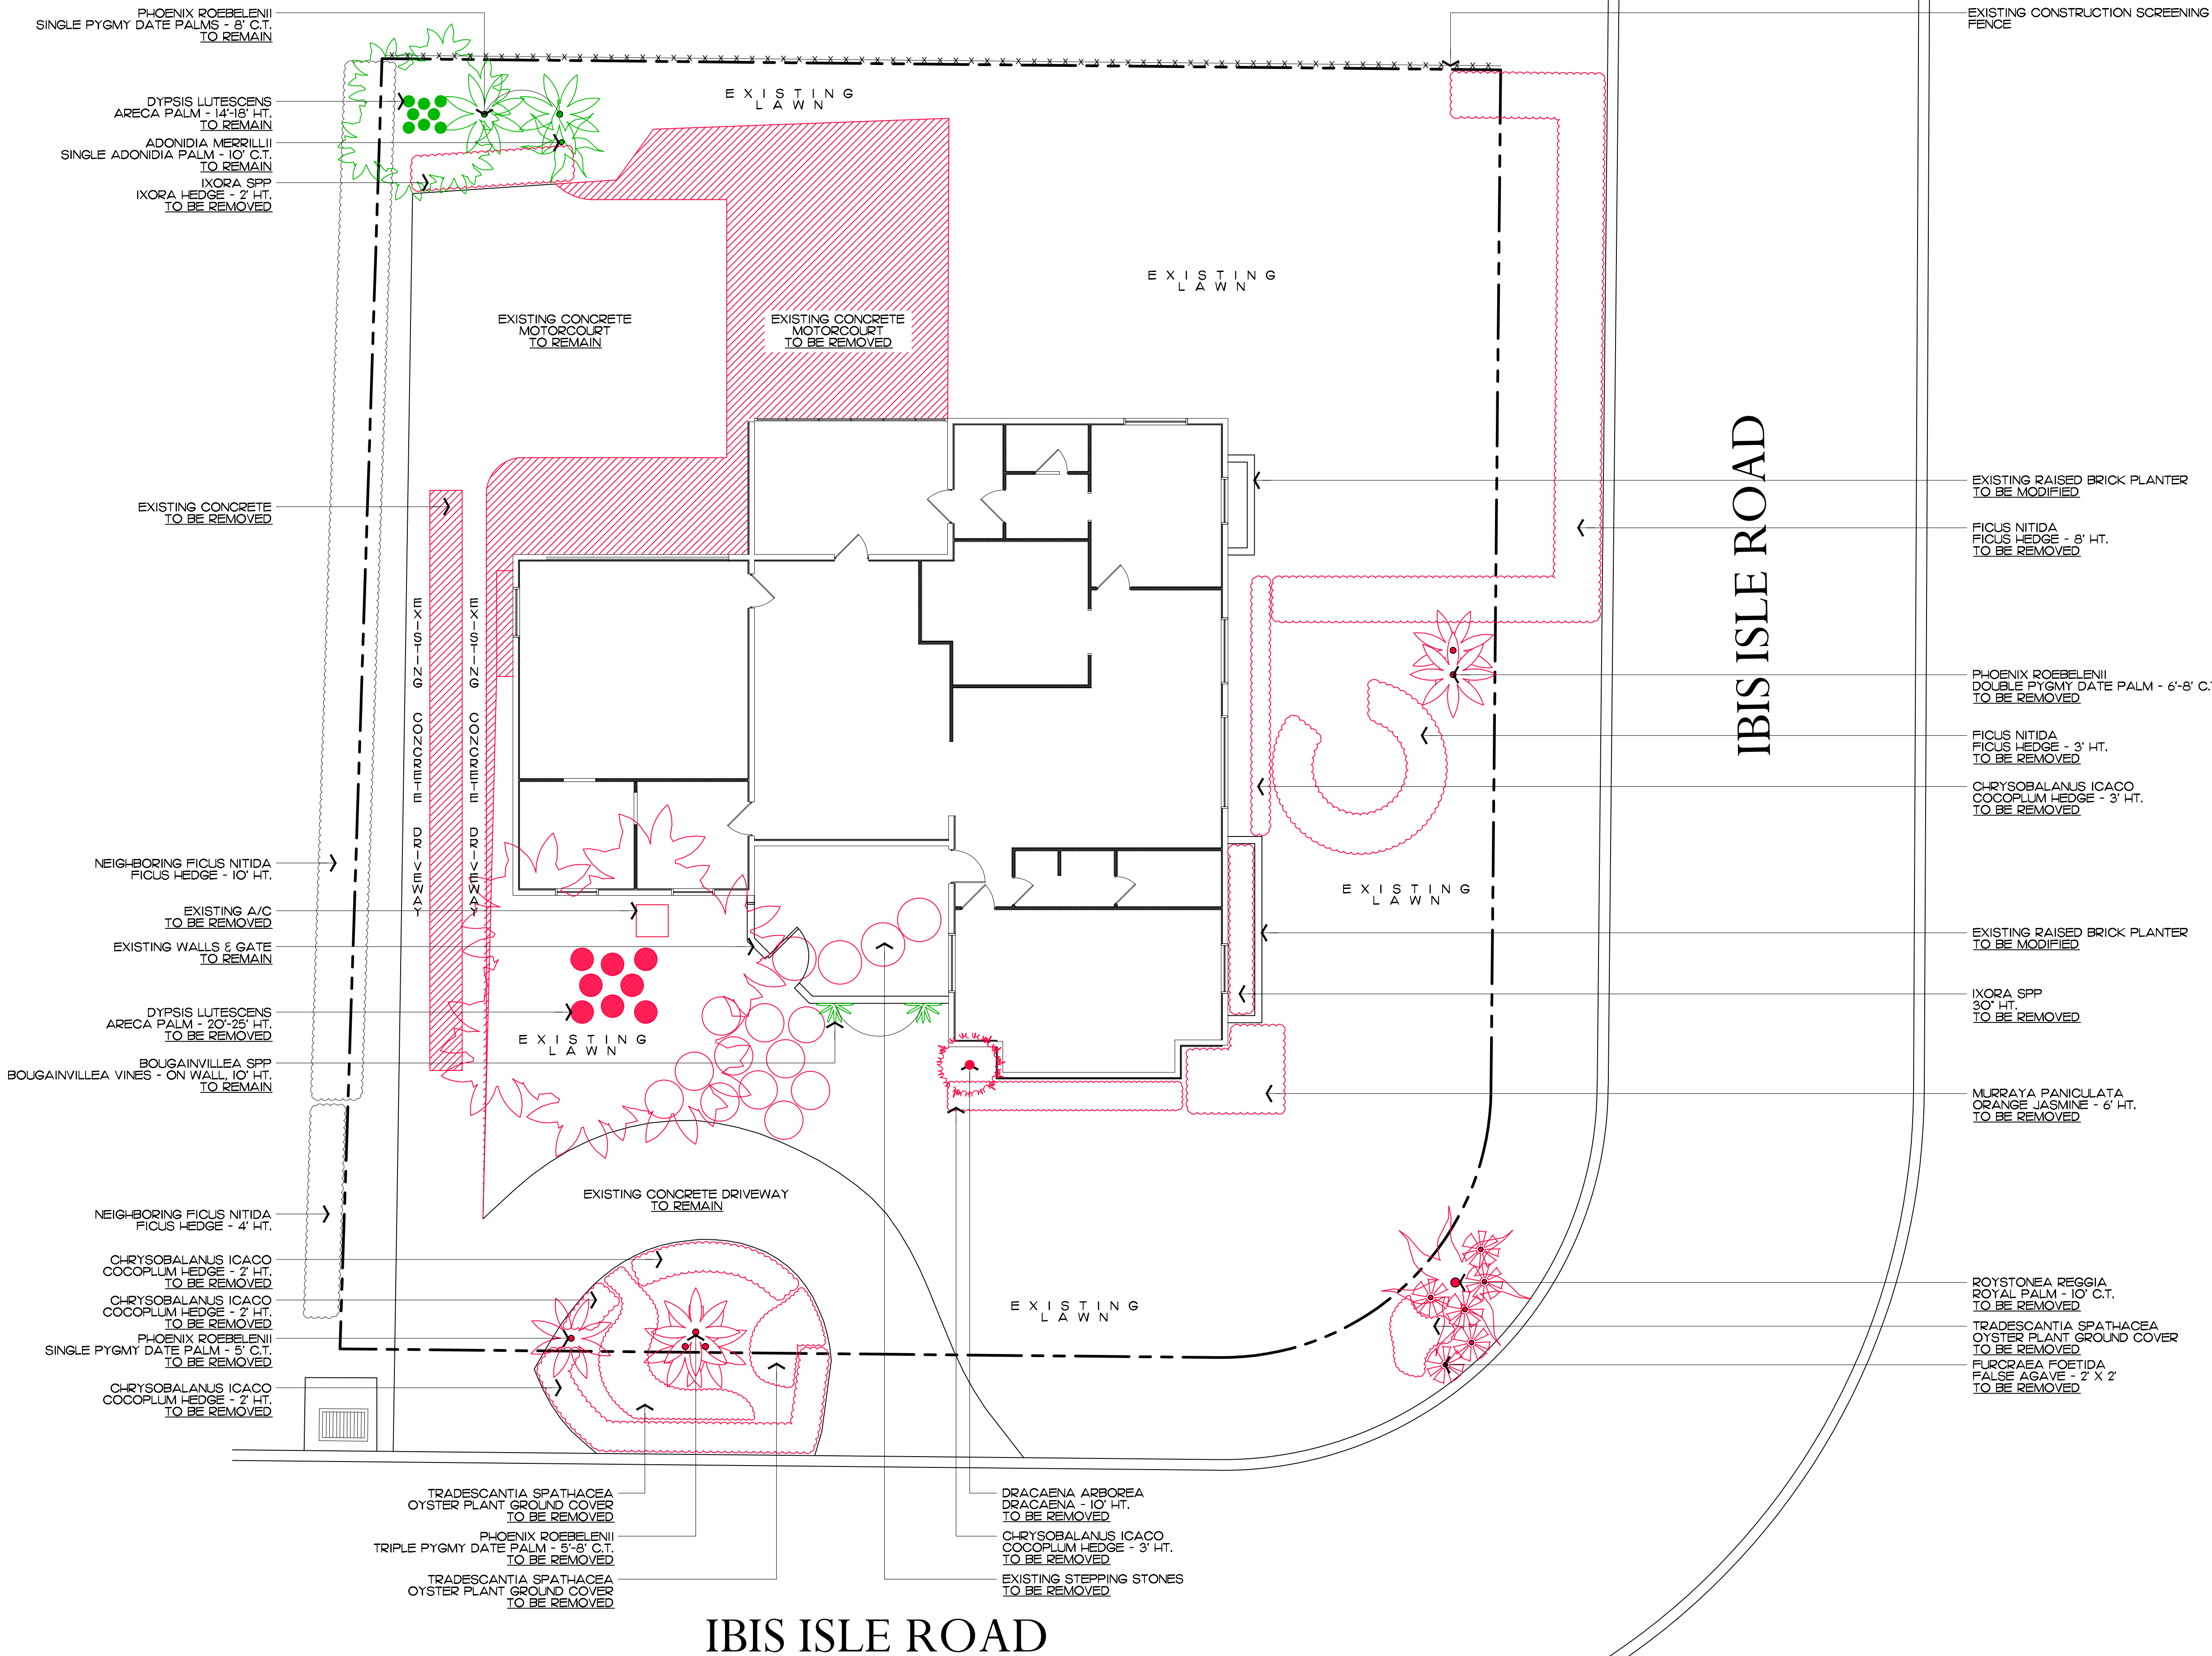 PHOENIX ROEBELENII
SINGLE PYGMY DATE PALMS - 8' C.T.
TO REMAIN
DYPSIS LUTESCENS
ARECA PALM - 14'-18' HT.
TO REMAIN
ADONIDIA MERRILLII
SINGLE ADONIDIA PALM - 10' C.T.
TO REMAIN
IXORA SPP
IXORA HEDGE - 2' HT.
TO BE REMOVED
EXISTING CONCRETE
TO BE REMOVED
NEIGHBORING FICUS NITIDA
FICUS HEDGE - 10' HT.
EXISTING A/C
TO BE REMOVED
EXISTING WALLS & GATE
TO REMAIN
DYPSIS LUTESCENS
ARECA PALM - 20'-25' HT.
TO BE REMOVED
BOUGAINVILLEA SPP
BOUGAINVILLEA VINES - ON WALL, 10' HT.
TO REMAIN
NEIGHBORING FICUS NITIDA
FICUS HEDGE - 4' HT.
CHRYSOBALANUS ICACO
COCOPLUM HEDGE - 2' HT.
TO BE REMOVED
CHRYSOBALANUS ICACO
COCOPLUM HEDGE - 2' HT.
TO BE REMOVED
PHOENIX ROEBELENII
SINGLE PYGMY DATE PALM - 5' C.T.
TO BE REMOVED
CHRYSOBALANUS ICACO
COCOPLUM HEDGE - 2' HT.
TO BE REMOVED
EXISTING
LAWN
EXISTING
LAWN
EXISTING CONCRETE
MOTORCOURT
TO REMAIN
EXISTING CONCRETE
MOTORCOURT
TO BE REMOVED
EXISTING CONCRETE DRIVEWAY
EXISTING CONCRETE DRIVEWAY
EXISTING
LAWN
EXISTING
LAWN
EXISTING CONCRETE DRIVEWAY
TO REMAIN
EXISTING
LAWN
EXISTING CONSTRUCTION SCREENING
FENCE
EXISTING RAISED BRICK PLANTER
TO BE MODIFIED
FICUS NITIDA
FICUS HEDGE - 8' HT.
TO BE REMOVED
PHOENIX ROEBELENII
DOUBLE PYGMY DATE PALM - 6'-8' C.T
TO BE REMOVED
FICUS NITIDA
FICUS HEDGE - 3' HT.
TO BE REMOVED
CHRYSOBALANUS ICACO
COCOPLUM HEDGE - 3' HT.
TO BE REMOVED
EXISTING RAISED BRICK PLANTER
TO BE MODIFIED
IXORA SPP
30" HT.
TO BE REMOVED
MURRAYA PANICULATA
ORANGE JASMINE - 6' HT.
TO BE REMOVED
ROYSTONEA REGGIA
ROYAL PALM - 10' C.T.
TO BE REMOVED
TRADESCANTIA SPATHACEA
OYSTER PLANT GROUND COVER
TO BE REMOVED
FURCRAEA FOETIDA
FALSE AGAVE - 2' X 2'
TO BE REMOVED
IBIS ISLE ROAD
TRADESCANTIA SPATHACEA
OYSTER PLANT GROUND COVER
TO BE REMOVED
PHOENIX ROEBELENII
TRIPLE PYGMY DATE PALM - 5'-8' C.T.
TO BE REMOVED
TRADESCANTIA SPATHACEA
OYSTER PLANT GROUND COVER
TO BE REMOVED
DRACAENA ARBOREA
DRACAENA - 10' HT.
TO BE REMOVED
CHRYSOBALANUS ICACO
COCOPLUM HEDGE - 3' HT.
TO BE REMOVED
EXISTING STEPPING STONES
TO BE REMOVED
IBIS ISLE ROAD